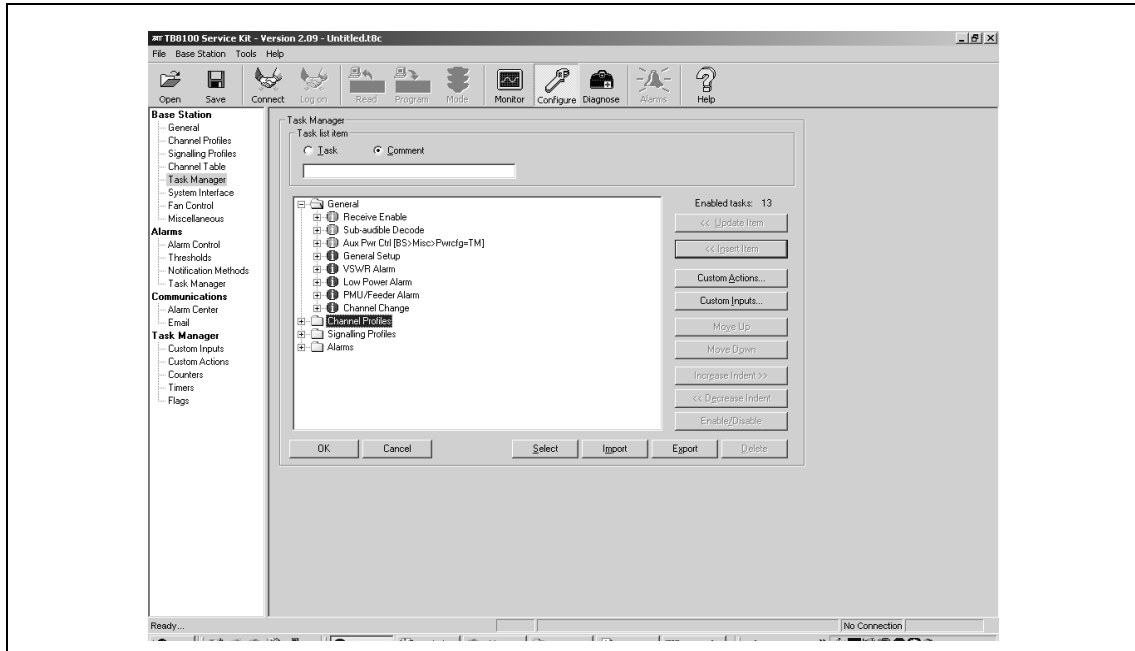 TB8100 Service Kit - Version 2.09 - Untitled.t8c
File Base Station Tools Help
Open Save Connect Log on Read Program Mode Monitor Configure Diagnose Alarms Help
Base Station
General
Channel Profiles
Signalling Profiles
Channel Table
Task Manager
System Interface
Fan Control
Miscellaneous
Alarms
Alarm Control
Thresholds
Notification Methods
Task Manager
Communications
Alarm Center
Email
Task Manager
Custom Inputs
Custom Actions
Counters
Timers
Flags
Task Manager
Task list item
Task Comment
General
Receive Enable
Sub-audible Decode
Aux Pwr Ctrl [BS>Misc>Pwrcfg=TM]
General Setup
VSWR Alarm
Low Power Alarm
PMU/Feeder Alarm
Channel Change
Channel Profiles
Signalling Profiles
Alarms
Enabled tasks: 13
<< Update Item
<< Insert Item
Custom Actions...
Custom Inputs...
Move Up
Move Down
Increase Indent >>
<< Decrease Indent
Enable/Disable
OK Cancel Select Import Export Delete
Ready... No Connection